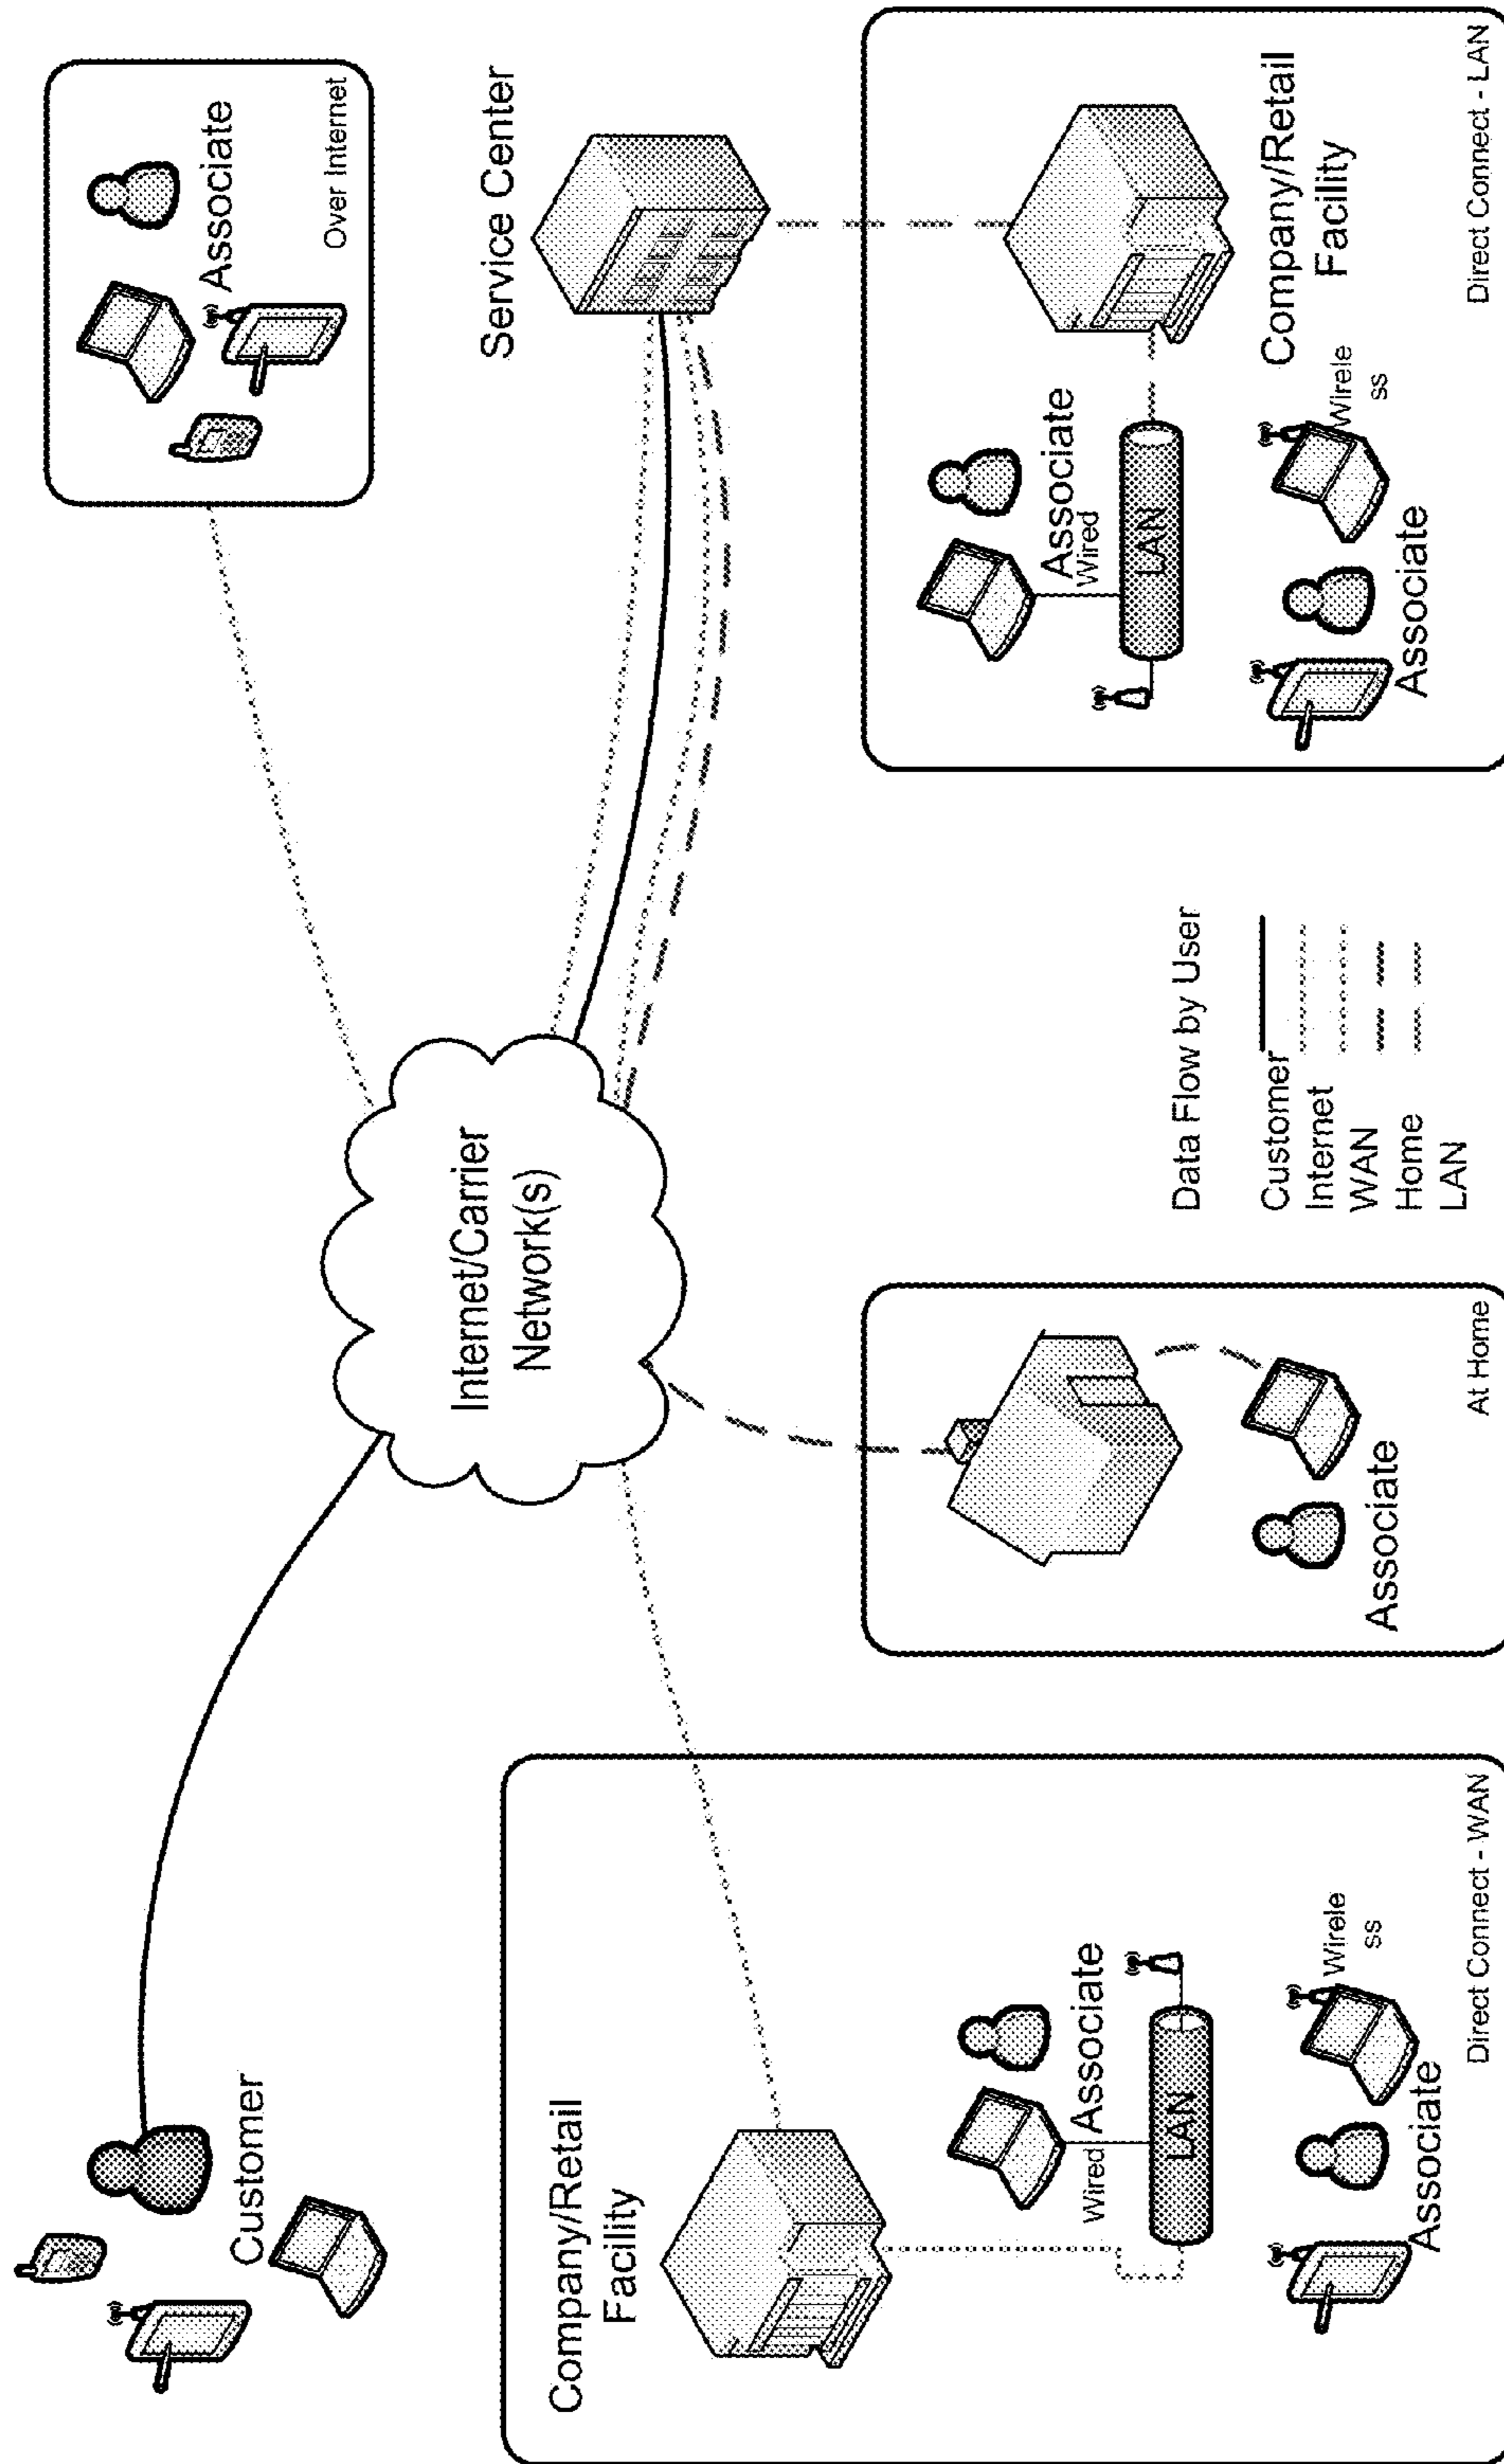 Customer
Internet/Carrier
Network(s)
Associate
Over Internet
Service Center
Company/Retail
Facility
Wired
Associate
LAN
Wirele
ss
Associate
Direct Connect - WAN
Associate
At Home
Data Flow by User
Customer
Internet
WAN
Home
LAN
Associate
Wired
LAN
Company/Retail
Facility
Wirele
ss
Associate
Direct Connect - LAN